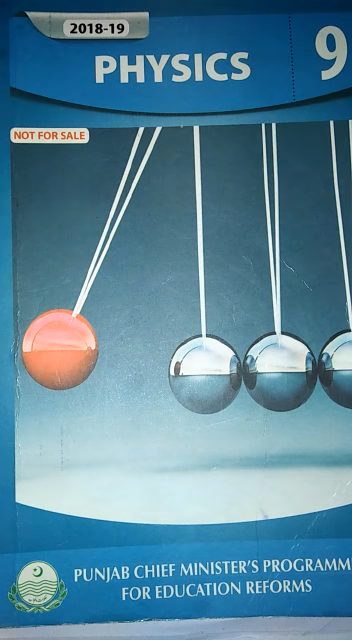 2018-19
PHYSICS 9
NOT FOR SALE
PUNJAB CHIEF MINISTER'S PROGRAMM
FOR EDUCATION REFORMS